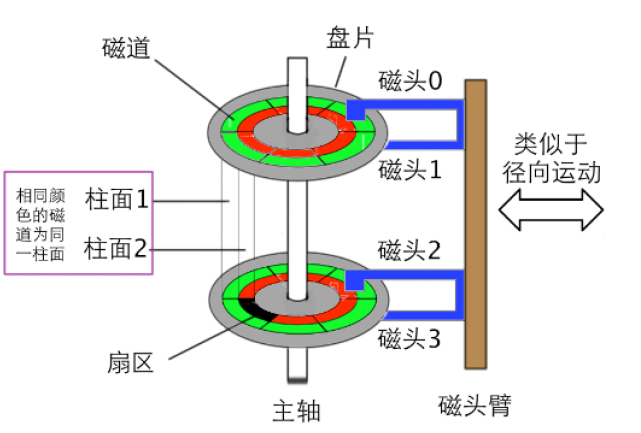 盘片
磁道
磁头0
磁头1
类似于
径向运动
相同颜
色的磁
道为同
一柱面
柱面1
柱面2
磁头2
磁头3
扇区
主轴
磁头臂